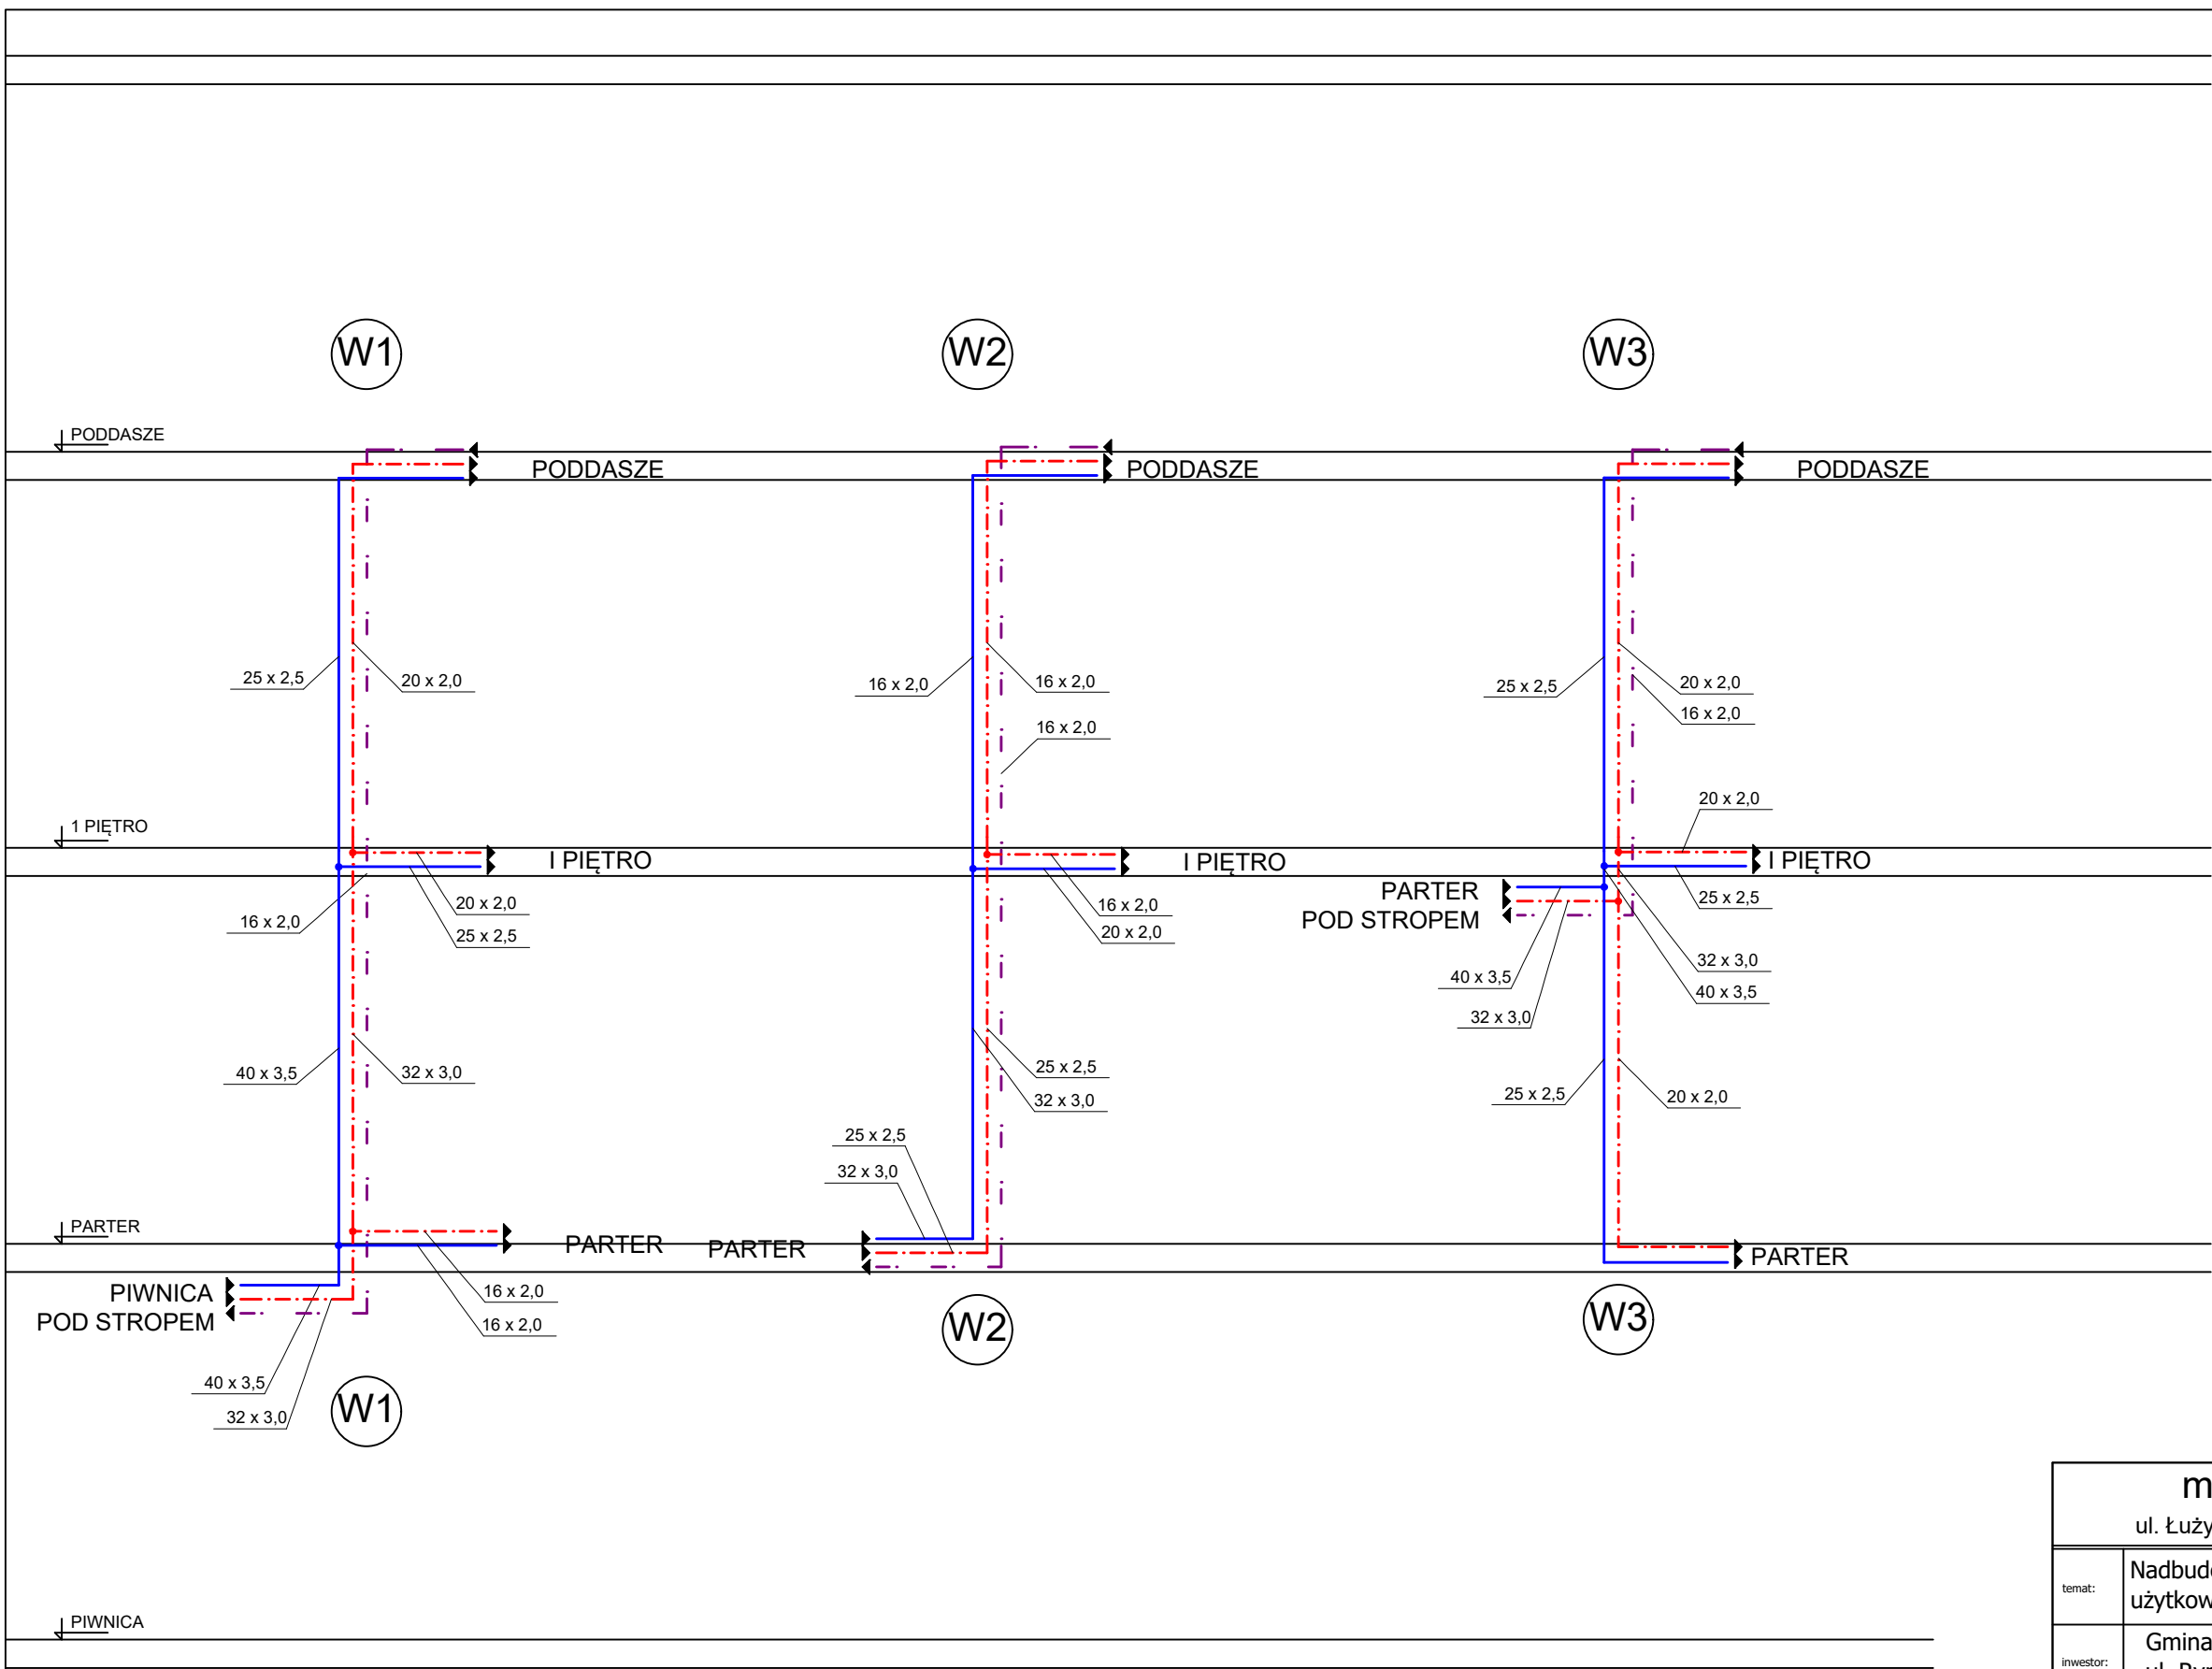 W1
W2
W3
PODDASZE
PODDASZE
PODDASZE
PODDASZE
25 x 2,5
20 x 2,0
16 x 2,0
16 x 2,0
16 x 2,0
25 x 2,5
20 x 2,0
16 x 2,0
1 PIĘTRO
20 x 2,0
I PIĘTRO
I PIĘTRO
I PIĘTRO
16 x 2,0
20 x 2,0
25 x 2,5
16 x 2,0
20 x 2,0
PARTER
POD STROPEM
25 x 2,5
40 x 3,5
32 x 3,0
32 x 3,0
40 x 3,5
40 x 3,5
32 x 3,0
25 x 2,5
32 x 3,0
25 x 2,5
20 x 2,0
25 x 2,5
32 x 3,0
PARTER
PARTER
PARTER
PARTER
PIWNICA
POD STROPEM
16 x 2,0
16 x 2,0
40 x 3,5
32 x 3,0
W1
W2
W3
PIWNICA
ul. Łuży
temat:
Nadbud
użytkow
inwestor:
Gmina